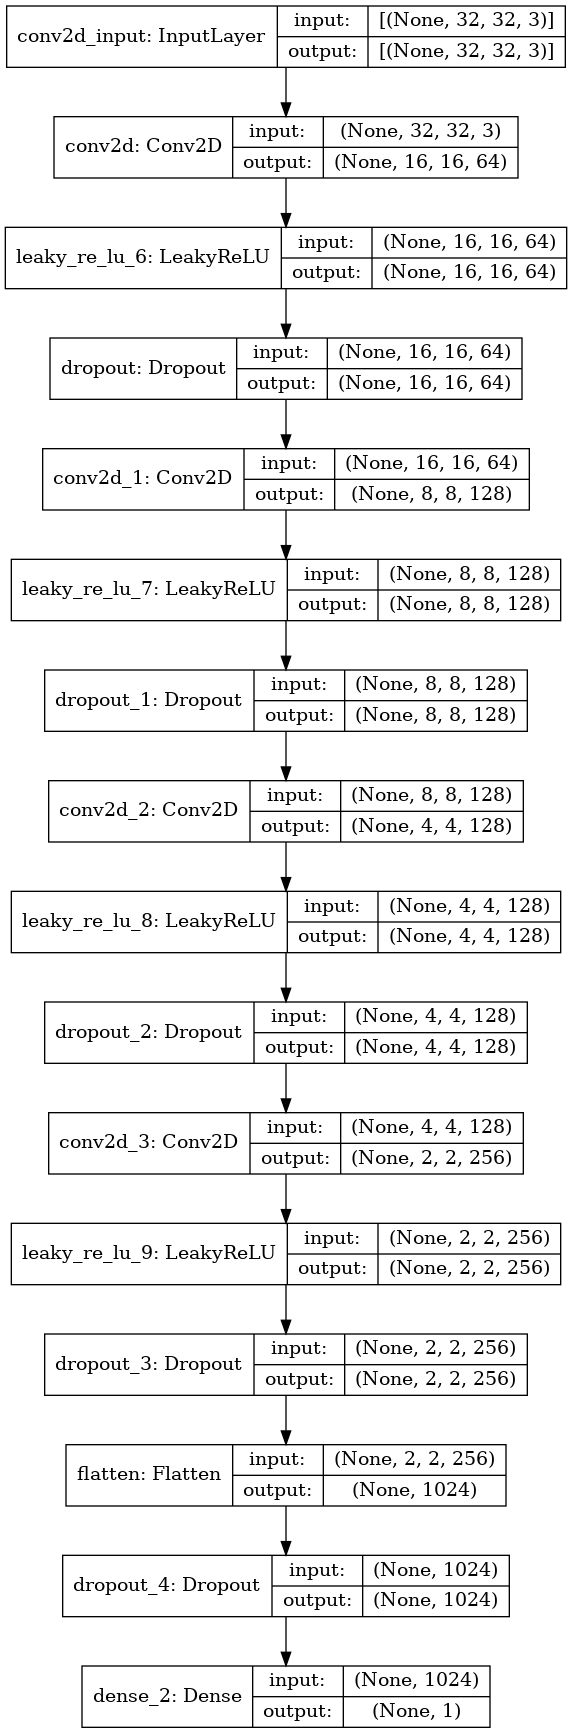 conv2d_input: InputLayer input: [(None, 32, 32, 3)]
output: [(None, 32, 32, 3)]
conv2d: Conv2D input: (None, 32, 32, 3)
output: (None, 16, 16, 64)
leaky_re_lu_6: LeakyReLU input: (None, 16, 16, 64)
output: (None, 16, 16, 64)
dropout: Dropout input: (None, 16, 16, 64)
output: (None, 16, 16, 64)
conv2d_1: Conv2D input: (None, 16, 16, 64)
output: (None, 8, 8, 128)
leaky_re_lu_7: LeakyReLU input: (None, 8, 8, 128)
output: (None, 8, 8, 128)
dropout_1: Dropout input: (None, 8, 8, 128)
output: (None, 8, 8, 128)
conv2d_2: Conv2D input: (None, 8, 8, 128)
output: (None, 4, 4, 128)
leaky_re_lu_8: LeakyReLU input: (None, 4, 4, 128)
output: (None, 4, 4, 128)
dropout_2: Dropout input: (None, 4, 4, 128)
output: (None, 4, 4, 128)
conv2d_3: Conv2D input: (None, 4, 4, 128)
output: (None, 2, 2, 256)
leaky_re_lu_9: LeakyReLU input: (None, 2, 2, 256)
output: (None, 2, 2, 256)
dropout_3: Dropout input: (None, 2, 2, 256)
output: (None, 2, 2, 256)
flatten: Flatten input: (None, 2, 2, 256)
output: (None, 1024)
dropout_4: Dropout input: (None, 1024)
output: (None, 1024)
dense_2: Dense input: (None, 1024)
output: (None, 1)